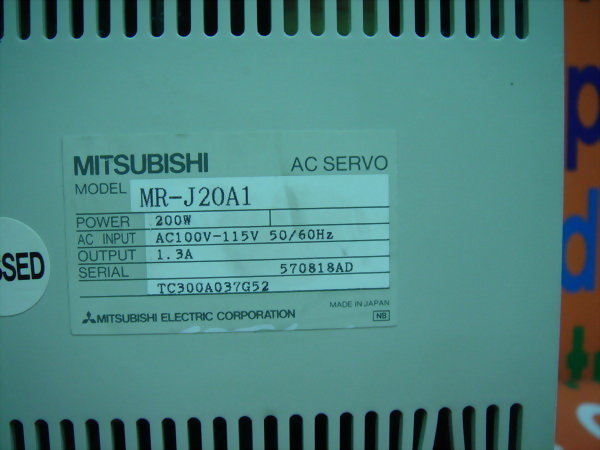 MITSUBISHI AC SERVO
MODEL MR-J20A1
POWER 200W
AC INPUT AC100V-115V 50/60Hz
OUTPUT 1.3A
SERIAL 570818AD
TC300A037G52
MADE IN JAPAN
MITSUBISHI ELECTRIC CORPORATION NB
SSED
p
d